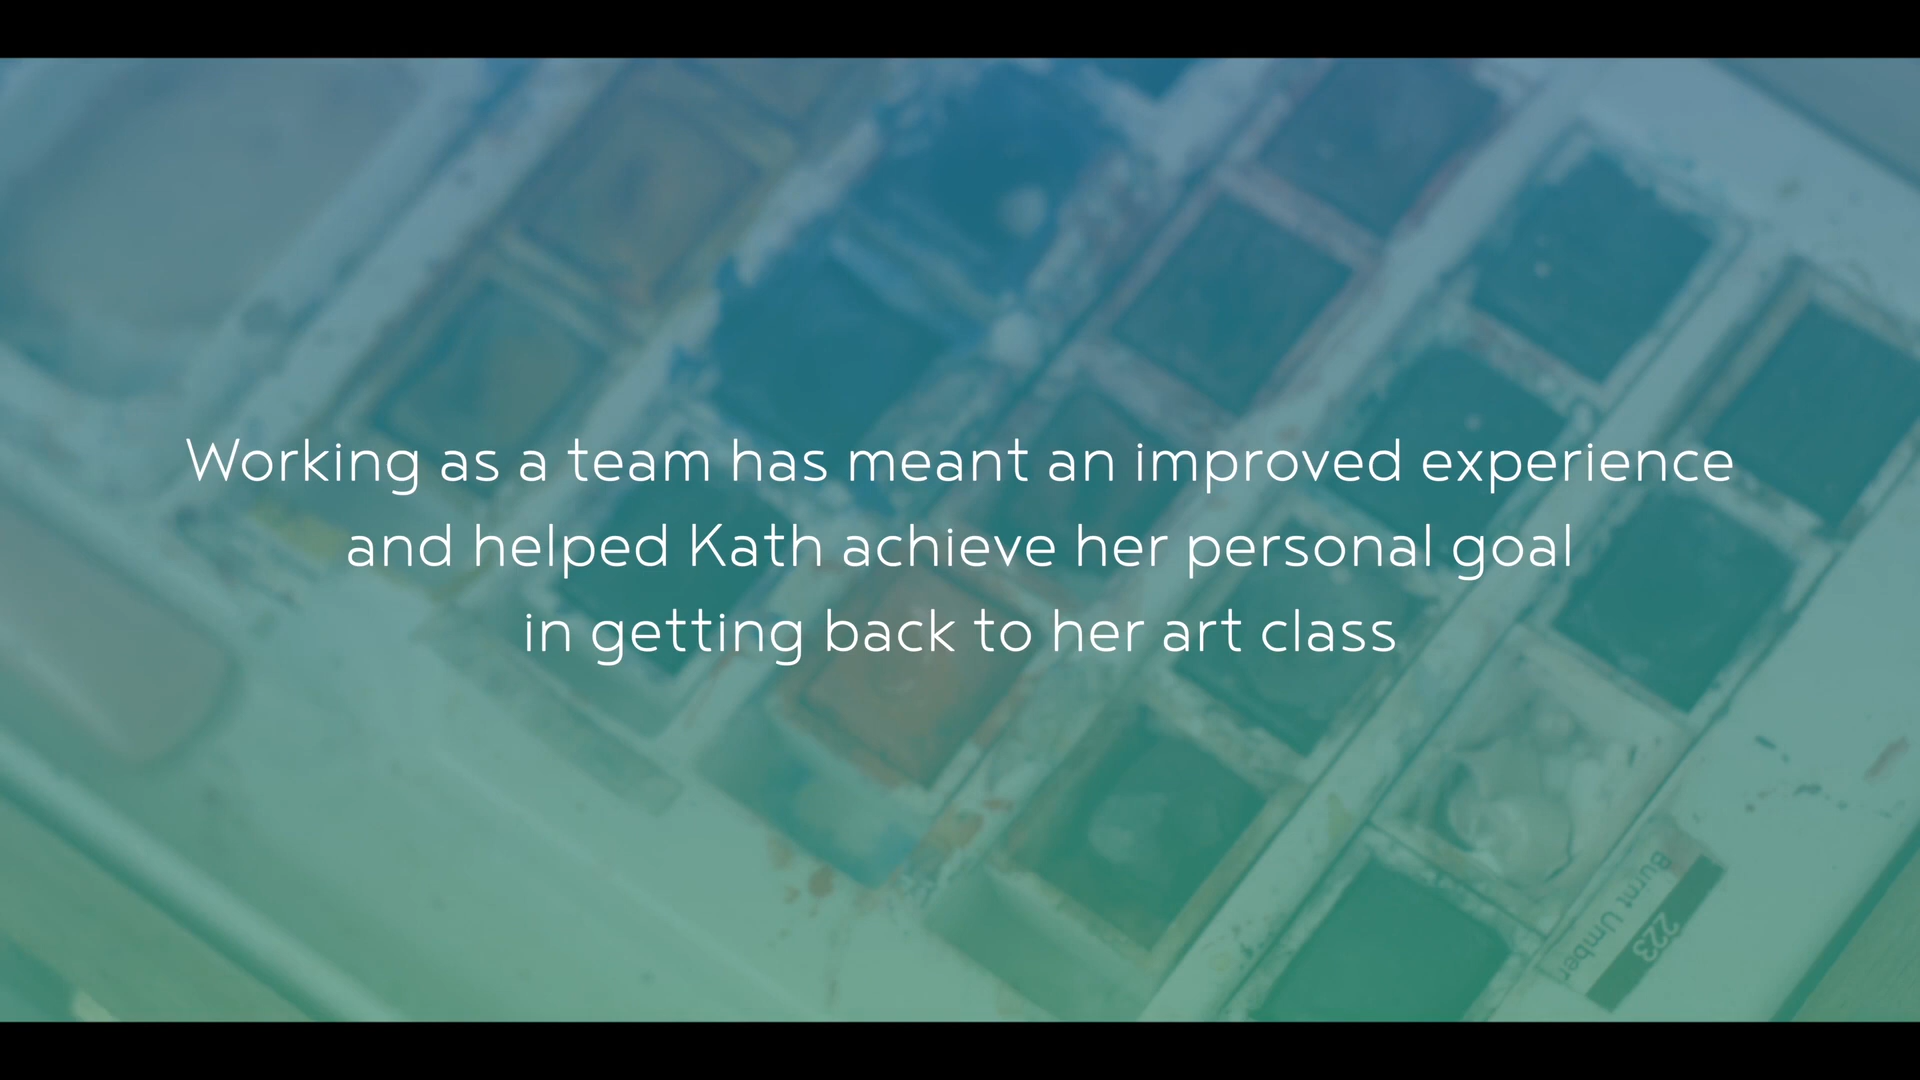 Working as a team has meant an improved experience
and helped Kath achieve her personal goal
in getting back to her art class
Burnt Umber
223